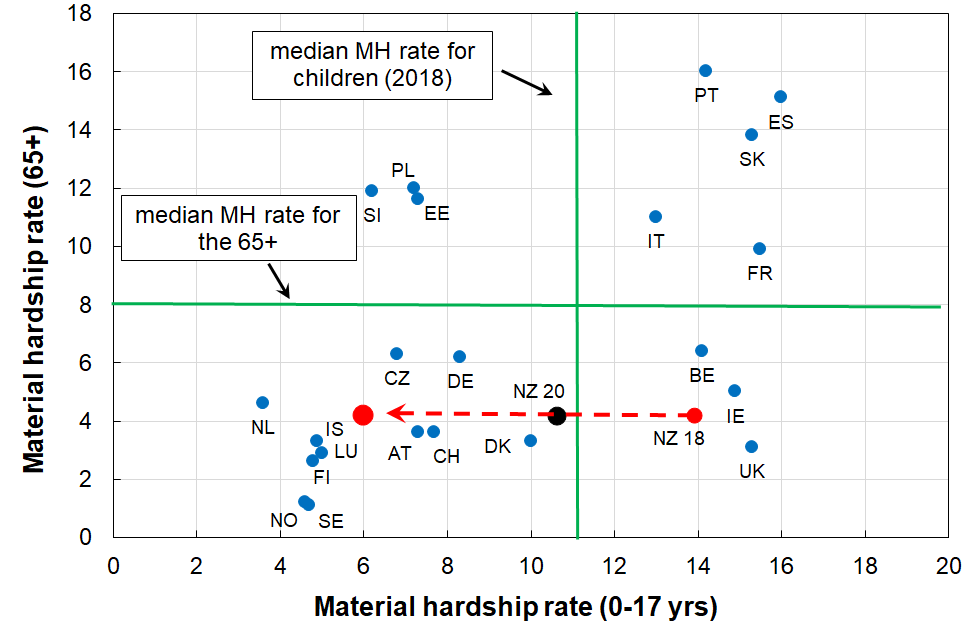 18
16
14
12
10
8
6
4
2
0
Material hardship rate (65+)
median MH rate for
children (2018)
median MH rate for
the 65+
PT
ES
SK
PL
SI
EE
IT
FR
CZ
DE
NZ 20
BE
NL
IS
LU
FI
AT
CH
DK
NZ 18
IE
UK
NO
SE
0 2 4 6 8 10 12 14 16 18 20
Material hardship rate (0-17 yrs)